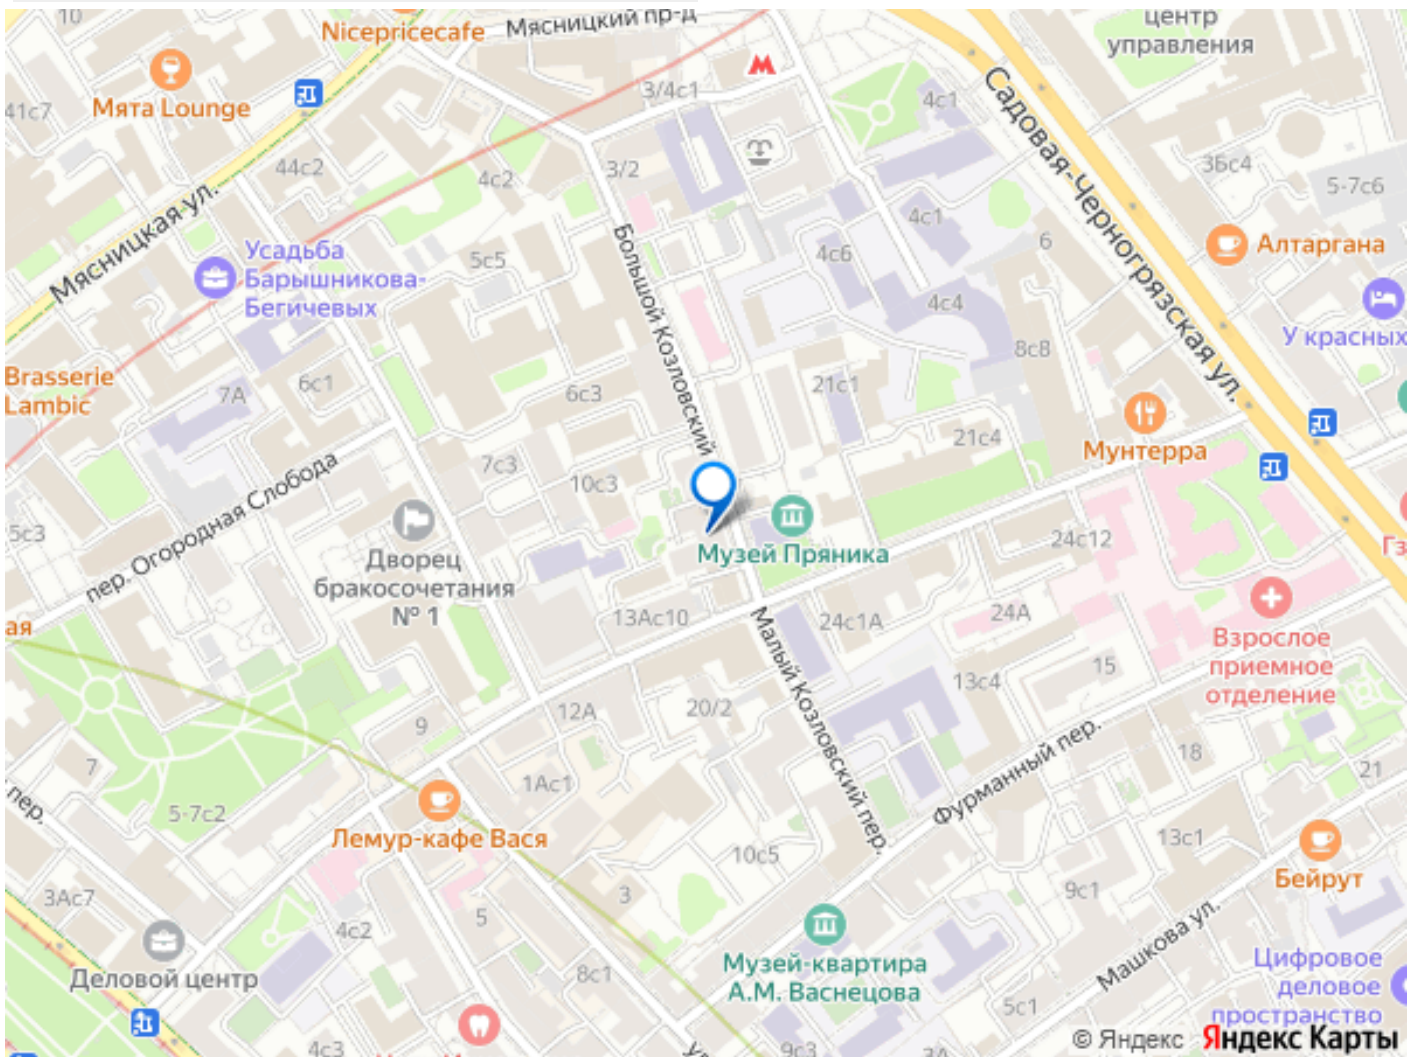 10
Nicepricecafe
Мясницкий пр-д
центр
управления
Мята Lounge
41с7
3/4с1
4с1
Садовая-Черногрязская ул.
44с2
4с2
3/2
3Бс4
5-7с6
Мясницкая ул.
Усадьба
Барышникова-
Бегичевых
5с5
Большой Козловский
4с1
4с6
6
Алтаргана
4с4
У красных
8с8
Brasserie
Lambic
7А
6с1
6с3
21с1
21с4
Мунтерра
7с3
10с3
пер. Огородная Слобода
5с3
Дворец
бракосочетания
№ 1
Музей Пряника
24с12
Гз
ая
13Ас10
Малый Козловский пер.
24с1А
24А
Взрослое
приемное
отделение
15
13с4
9
12А
20/2
7
1Ас1
Фурманный пер.
18
21
пер.
5-7с2
Лемур-кафе Вася
10с5
13с1
Бейрут
3Ас7
3
9с1
5
4с2
Деловой центр
Музей-квартира
А.М. Васнецова
Машкова ул.
8с1
5с1
Цифровое
деловое
пространство
4с3
9с3
3А
© Яндекс Яндекс Карты